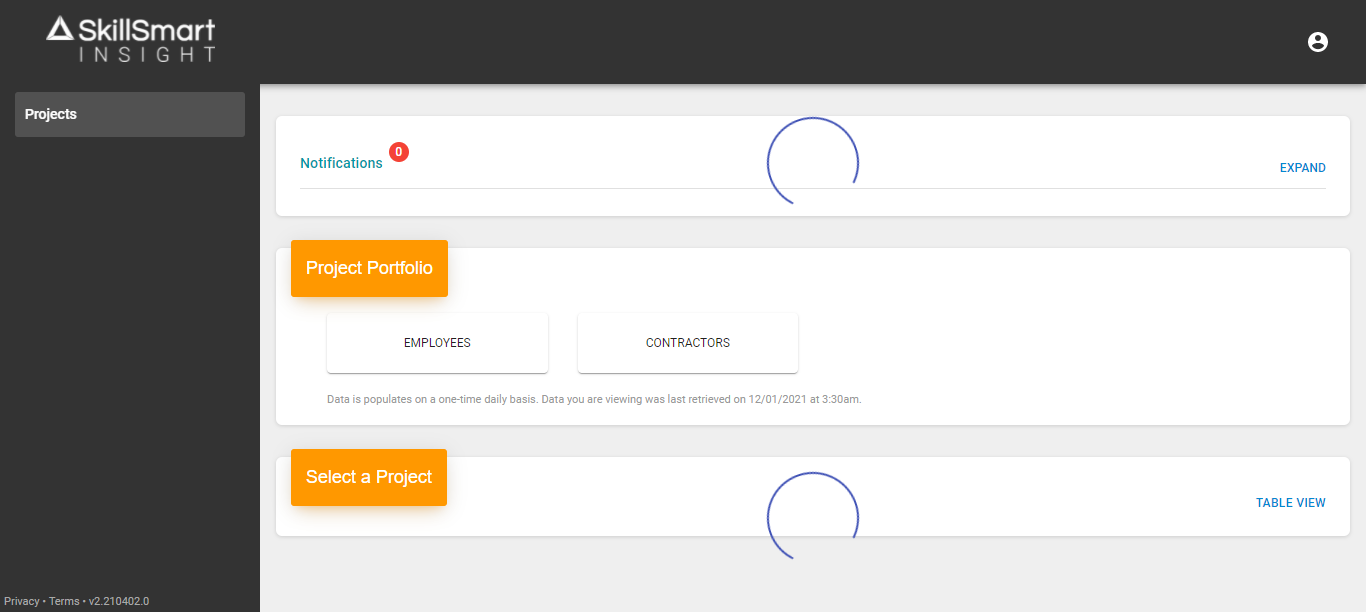 SkillSmart
INSIGHT
Projects
Notifications 0
EXPAND
Project Portfolio
EMPLOYEES
CONTRACTORS
Data is populates on a one-time daily basis. Data you are viewing was last retrieved on 12/01/2021 at 3:30am.
Select a Project
TABLE VIEW
Privacy • Terms • v2.210402.0